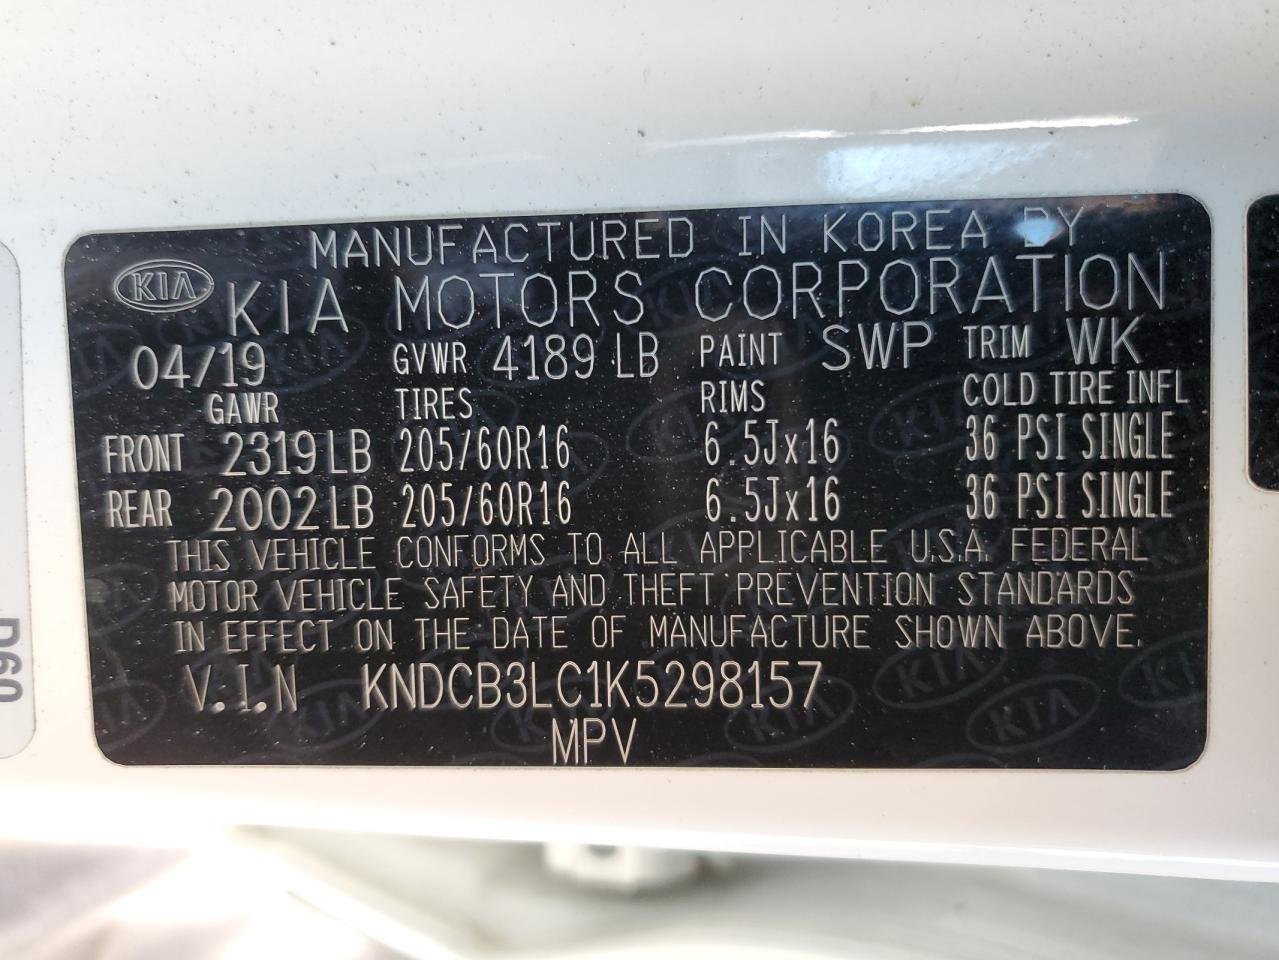 MANUFACTURED IN KOREA BY
KIA KIA MOTORS CORPORATION
04/19 GVWR 4189 LB PAINT SWP TRIM WK
GAWR TIRES RIMS COLD TIRE INFL
FRONT 2319 LB 205/60R16 6.5Jx16 36 PSI SINGLE
REAR 2002 LB 205/60R16 6.5Jx16 36 PSI SINGLE
THIS VEHICLE CONFORMS TO ALL APPLICABLE U.S.A. FEDERAL
MOTOR VEHICLE SAFETY AND THEFT PREVENTION STANDARDS
IN EFFECT ON THE DATE OF MANUFACTURE SHOWN ABOVE.
V.I.N KNDCB3LC1K5298157
MPV
D60